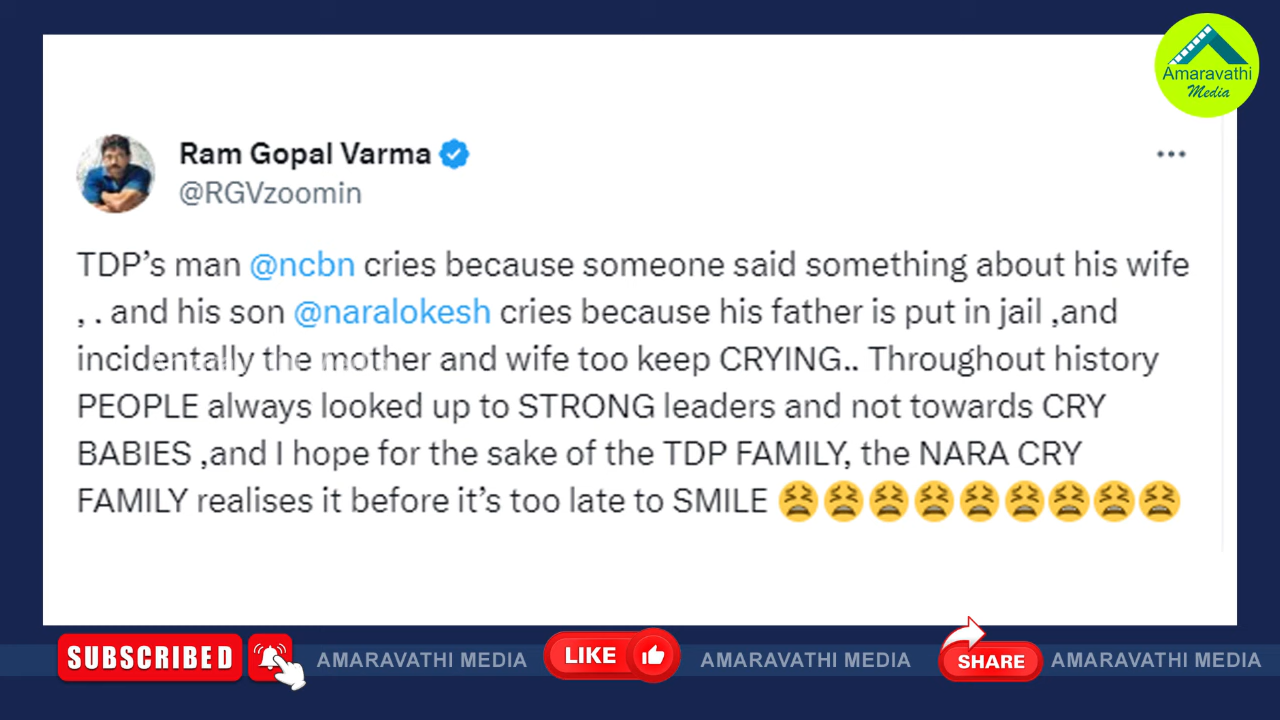 Amaravathi
Media
Ram Gopal Varma
@RGVzoomin
TDP’s man @ncbn cries because someone said something about his wife
, . and his son @naralokesh cries because his father is put in jail ,and
incidentally the mother and wife too keep CRYING.. Throughout history
PEOPLE always looked up to STRONG leaders and not towards CRY
BABIES ,and I hope for the sake of the TDP FAMILY, the NARA CRY
FAMILY realises it before it’s too late to SMILE 😫😫😫😫😫😫😫😫😫
SUBSCRIBED AMARAVATHI MEDIA LIKE AMARAVATHI MEDIA SHARE AMARAVATHI MEDIA